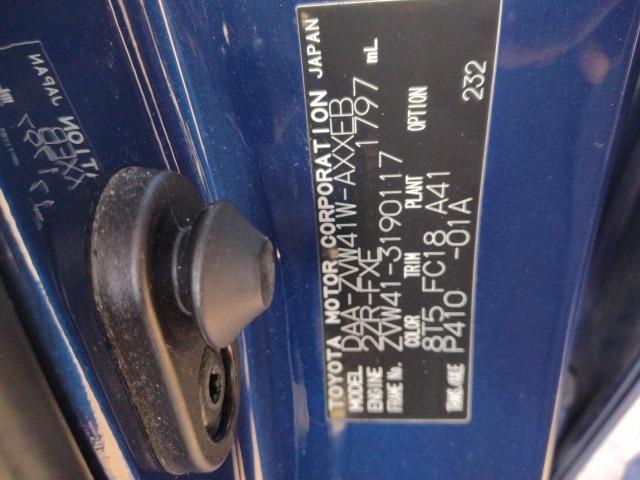 TOYOTA MOTOR CORPORATION JAPAN
MODEL DAA-ZVW41W-AXXEB
ENGINE 2ZR-FXE 1797 mL
FRAME No. ZVW41-3190117
COLOR TRIM PLANT OPTION
8T5 FC18 A41 232
TRANS/AXLE P410 -01A